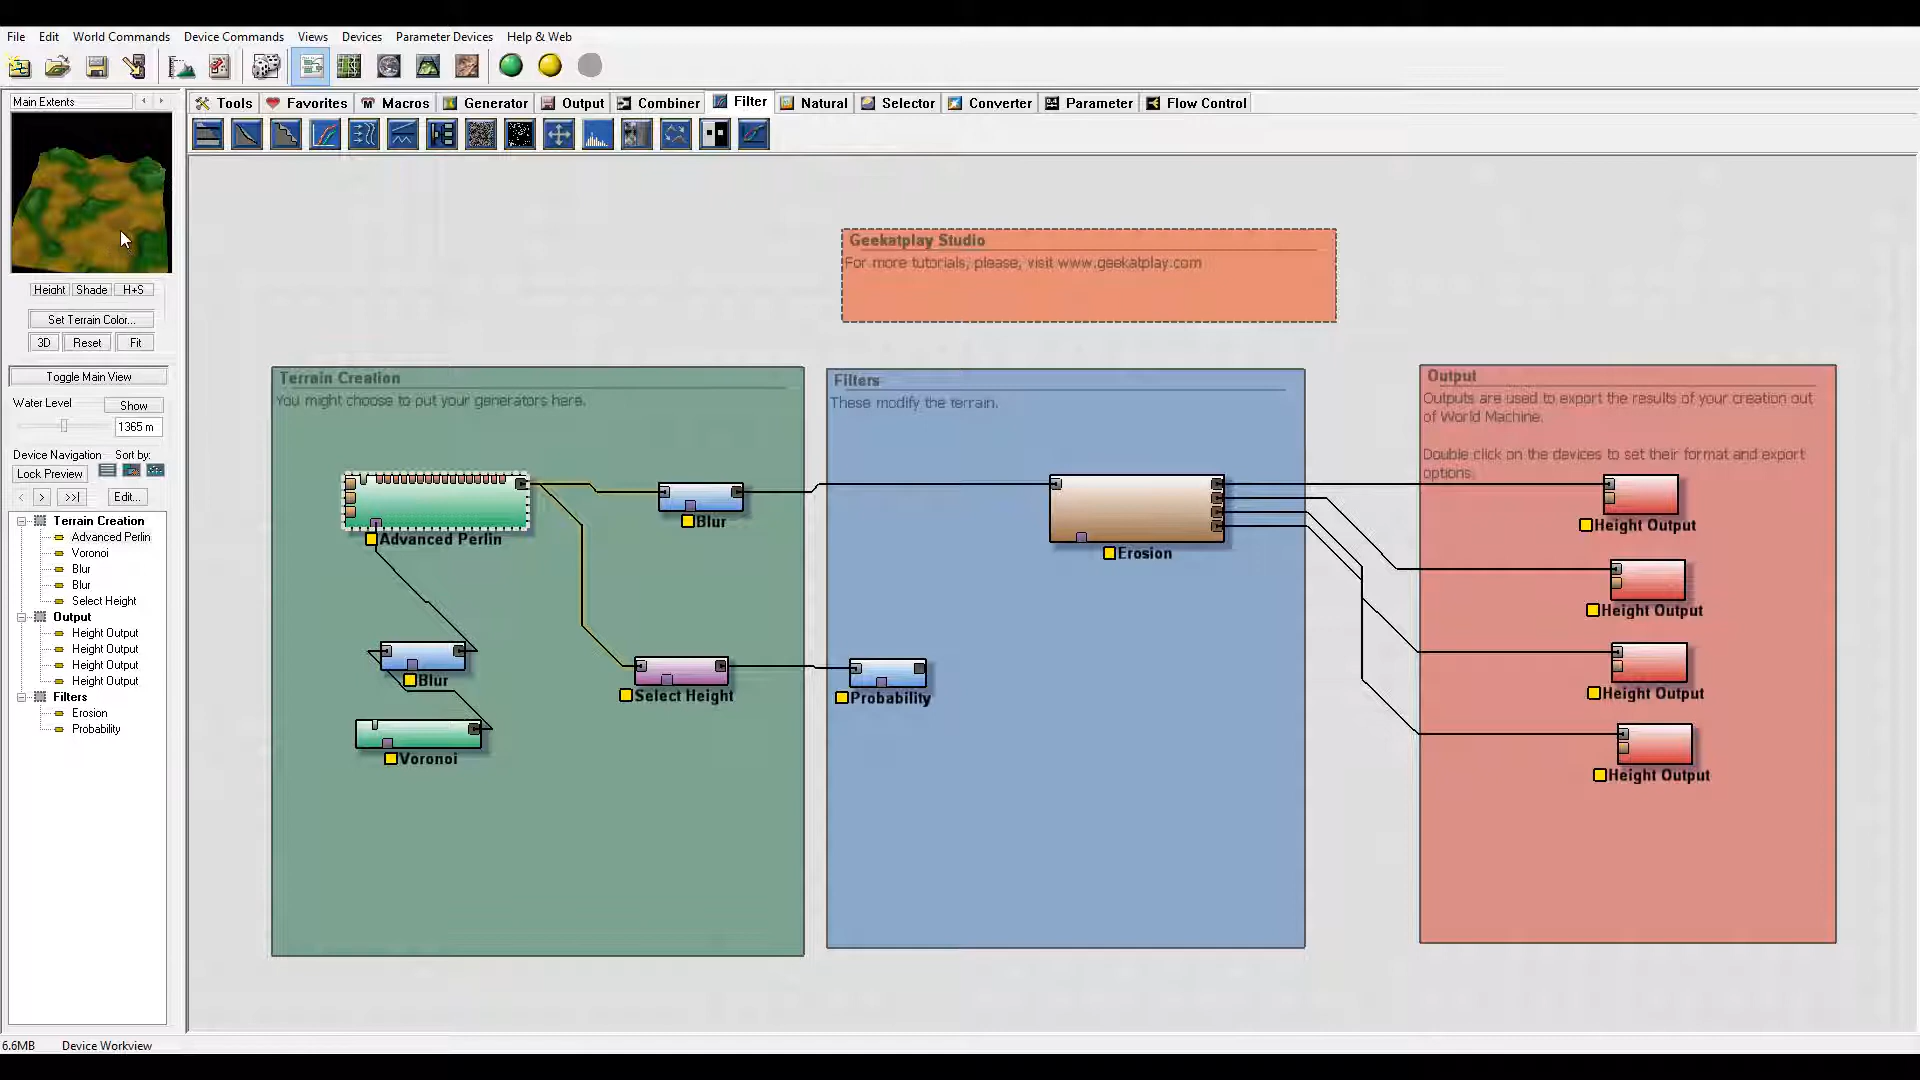 File Edit World Commands Device Commands Views Devices Parameter Devices Help & Web
Main Extents
Tools Favorites Macros Generator Output Combiner Filter Natural Selector Converter Parameter Flow Control
Height Shade H+S
Set Terrain Color...
3D Reset Fit
Toggle Main View
Water Level Show
1365 m
Device Navigation Sort by:
Lock Preview
Edit...
Terrain Creation
Advanced Perlin
Voronoi
Blur
Blur
Select Height
Output
Height Output
Height Output
Height Output
Height Output
Filters
Erosion
Probability
Geekatplay Studio
For more tutorials, please, visit www.geekatplay.com
Terrain Creation
You might choose to put your generators here.
Advanced Perlin
Blur
Blur
Select Height
Voronoi
Filters
These modify the terrain.
Erosion
Probability
Output
Outputs are used to export the results of your creation out
of World Machine.
Double click on the devices to set their format and export
options.
Height Output
Height Output
Height Output
Height Output
6.6MB Device Workview